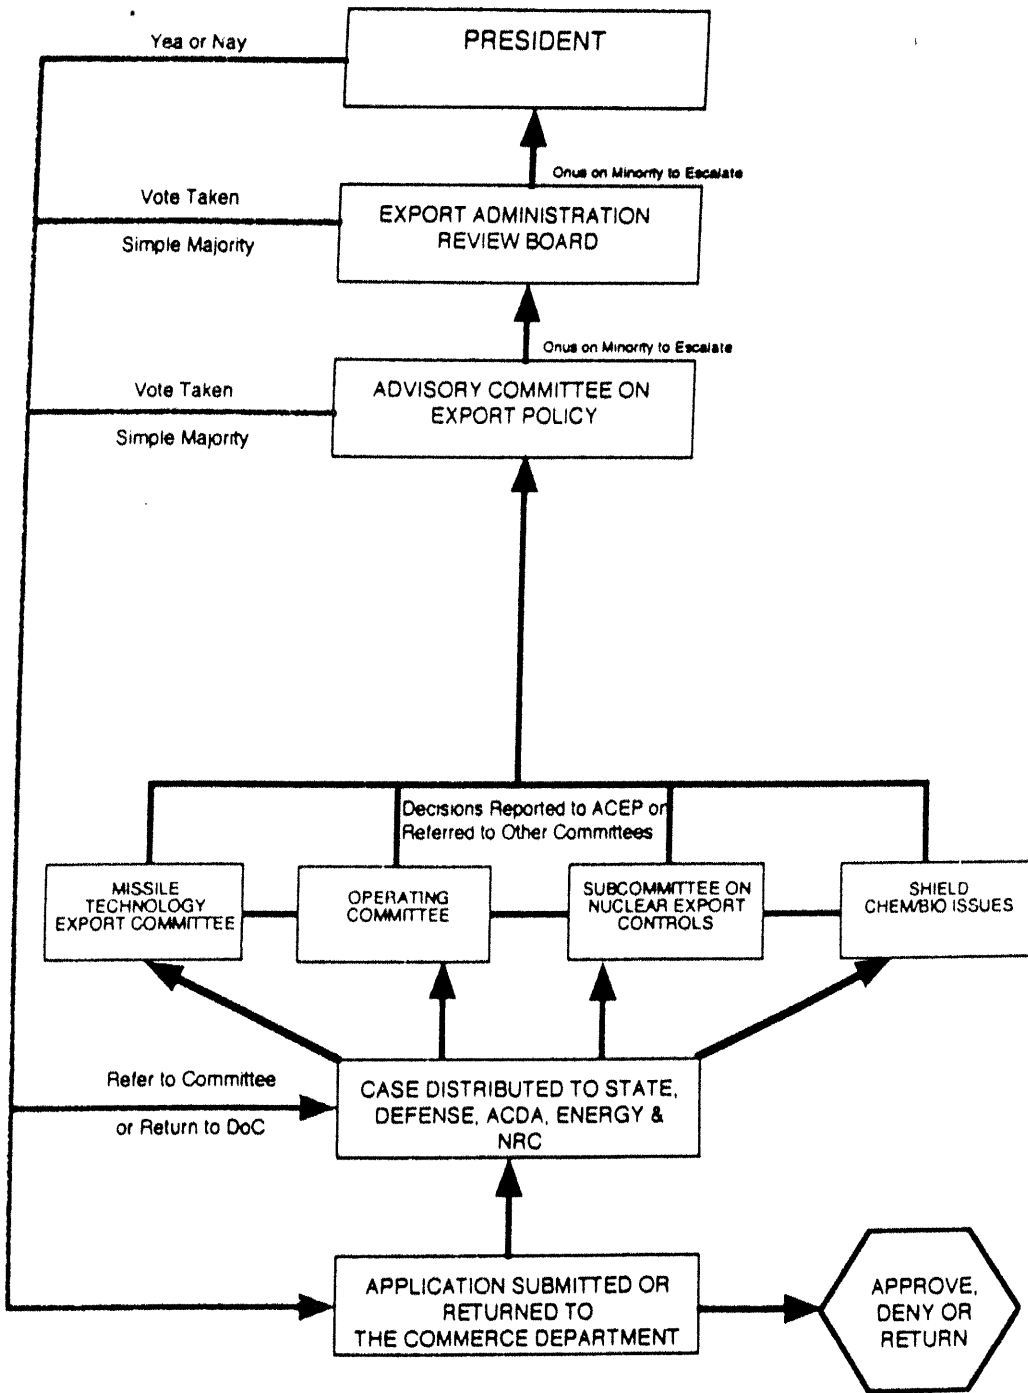 PRESIDENT
Yea or Nay
Onus on Minority to Escalate
Vote Taken
Simple Majority
EXPORT ADMINISTRATION
REVIEW BOARD
Onus on Minority to Escalate
Vote Taken
Simple Majority
ADVISORY COMMITTEE ON
EXPORT POLICY
Decisions Reported to ACEP or
Referred to Other Committees
MISSILE
TECHNOLOGY
EXPORT COMMITTEE
OPERATING
COMMITTEE
SUBCOMMITTEE ON
NUCLEAR EXPORT
CONTROLS
SHIELD
CHEM/BIO ISSUES
Refer to Committee
or Return to DoC
CASE DISTRIBUTED TO STATE,
DEFENSE, ACDA, ENERGY &
NRC
APPLICATION SUBMITTED OR
RETURNED TO
THE COMMERCE DEPARTMENT
APPROVE,
DENY OR
RETURN